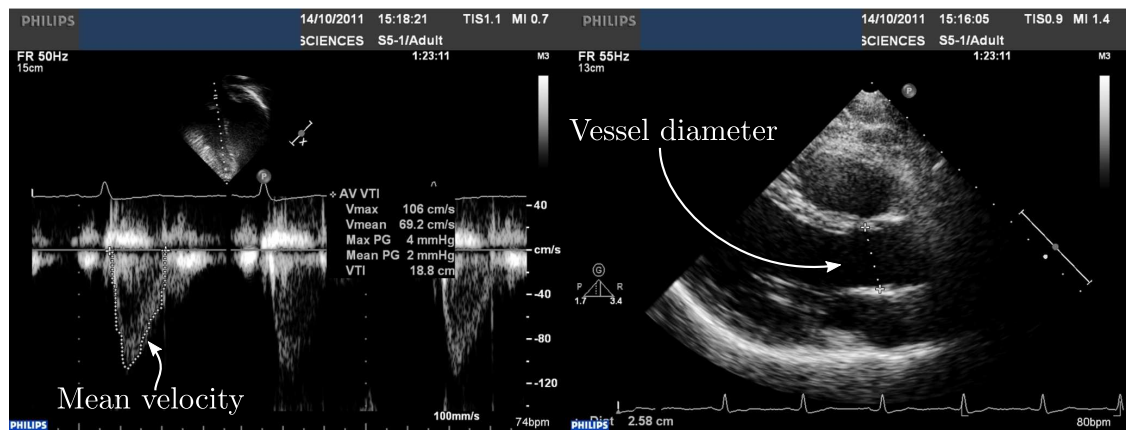 PHILIPS
14/10/2011 15:18:21 TIS1.1 MI 0.7
SCIENCES S5-1/Adult
FR 50Hz 1:23:11 M3
15cm
P
AV VTI
Vmax 106 cm/s
Vmean 69.2 cm/s
Max PG 4 mmHg
Mean PG 2 mmHg
VTI 18.8 cm
40
cm/s
-40
-80
-120
Mean velocity
100mm/s
PHILIPS 74bpm
PHILIPS
14/10/2011 15:16:05 TIS0.9 MI 1.4
SCIENCES S5-1/Adult
FR 55Hz 1:23:11 M3
13cm
P
Vessel diameter
G
P R
1.7 3.4
2.58 cm
PHILIPS 80bpm